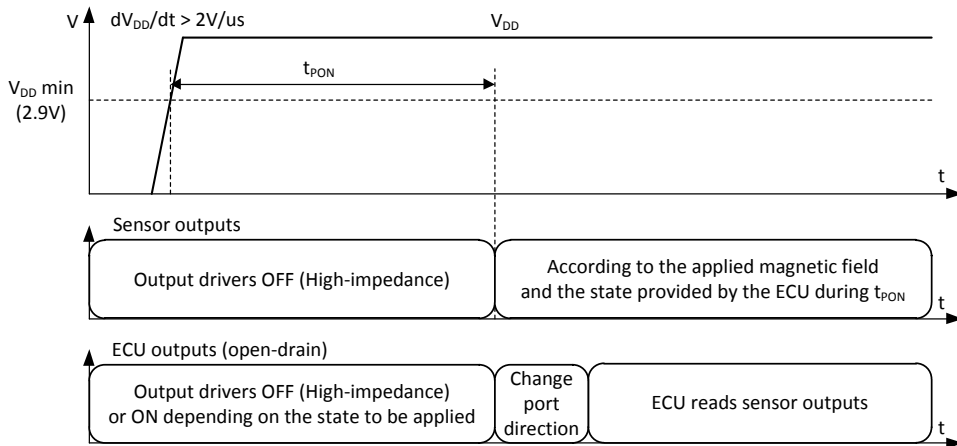 V
dV_DD/dt > 2V/us
V_DD
t_PON
V_DD min
(2.9V)
t
Sensor outputs
Output drivers OFF (High-impedance)
According to the applied magnetic field
and the state provided by the ECU during t_PON
t
ECU outputs (open-drain)
Output drivers OFF (High-impedance)
or ON depending on the state to be applied
Change
port
direction
ECU reads sensor outputs
t